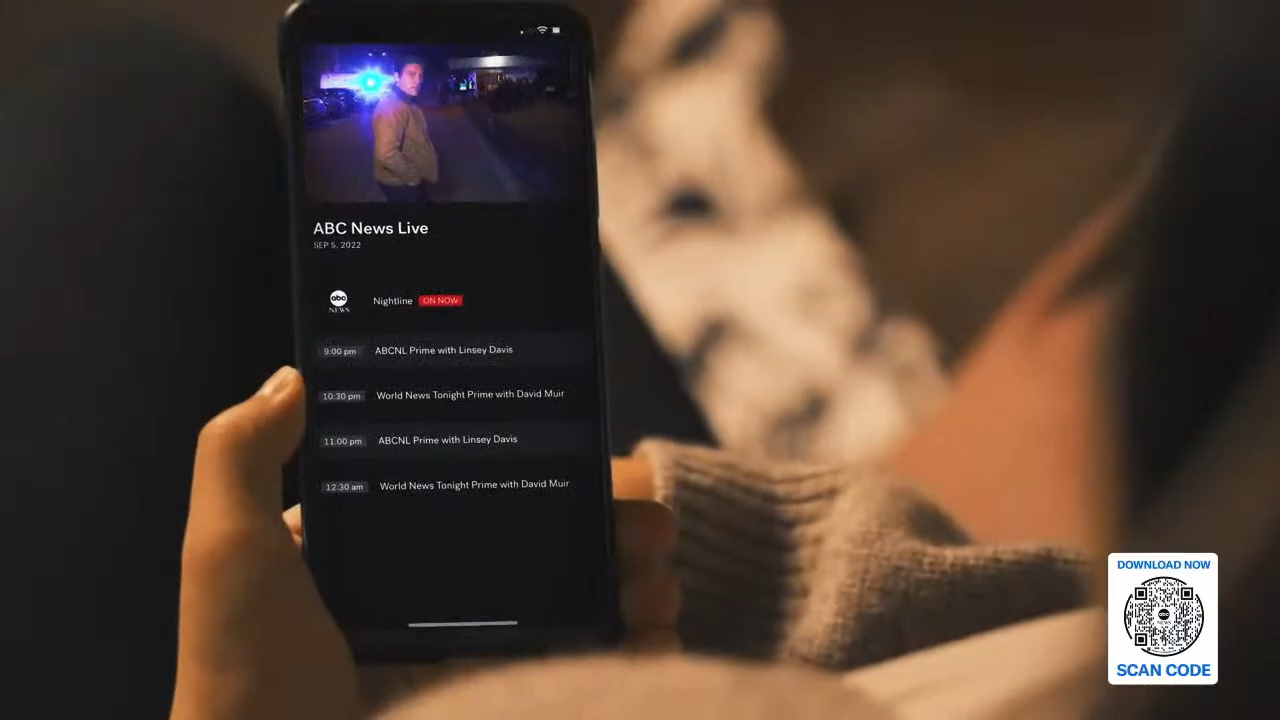 ABC News Live
SEP 5, 2022
abc
NEWS
Nightline ON NOW
9:00 pm ABCNL Prime with Linsey Davis
10:30 pm World News Tonight Prime with David Muir
11:00 pm ABCNL Prime with Linsey Davis
12:30 am World News Tonight Prime with David Muir
DOWNLOAD NOW
abc
NEWS
SCAN CODE